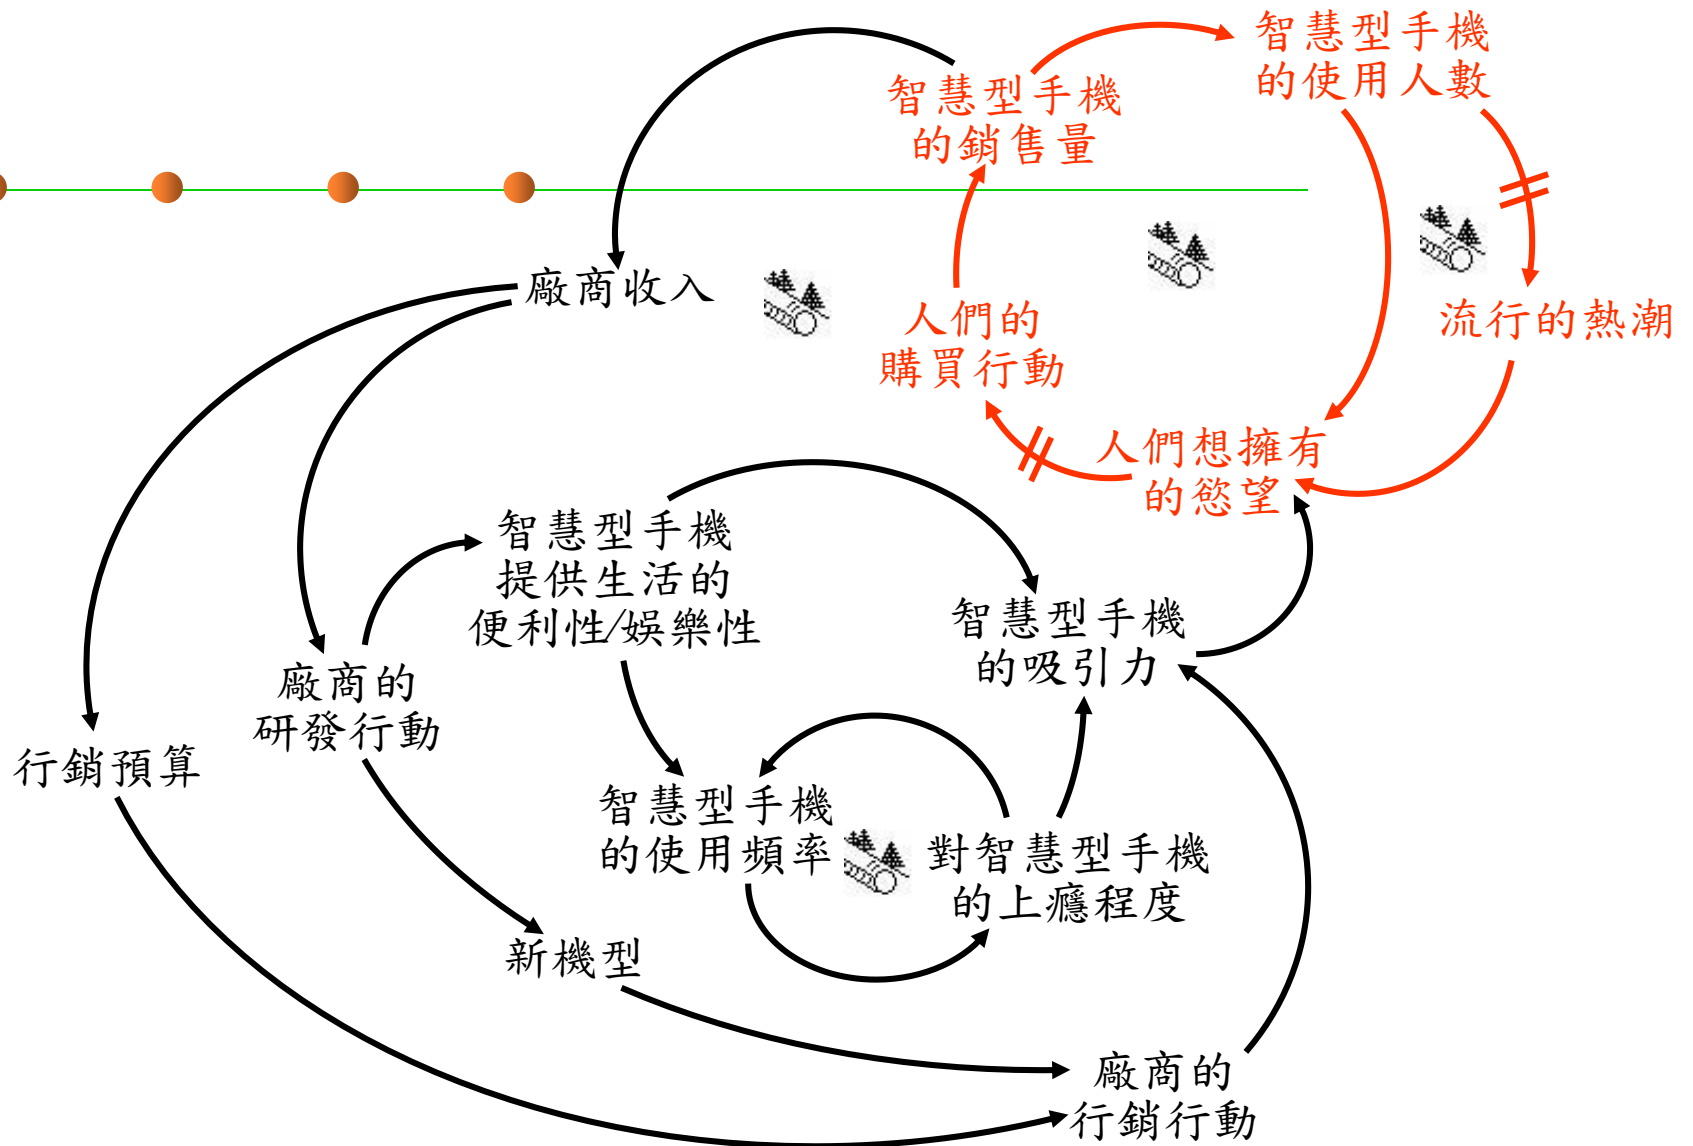 智慧型手機
的使用人數
智慧型手機
的銷售量
廠商收入
人們的
購買行動
流行的熱潮
人們想擁有
的慾望
智慧型手機
提供生活的
便利性/娛樂性
智慧型手機
的吸引力
廠商的
研發行動
行銷預算
智慧型手機
的使用頻率
對智慧型手機
的上癮程度
新機型
廠商的
行銷行動